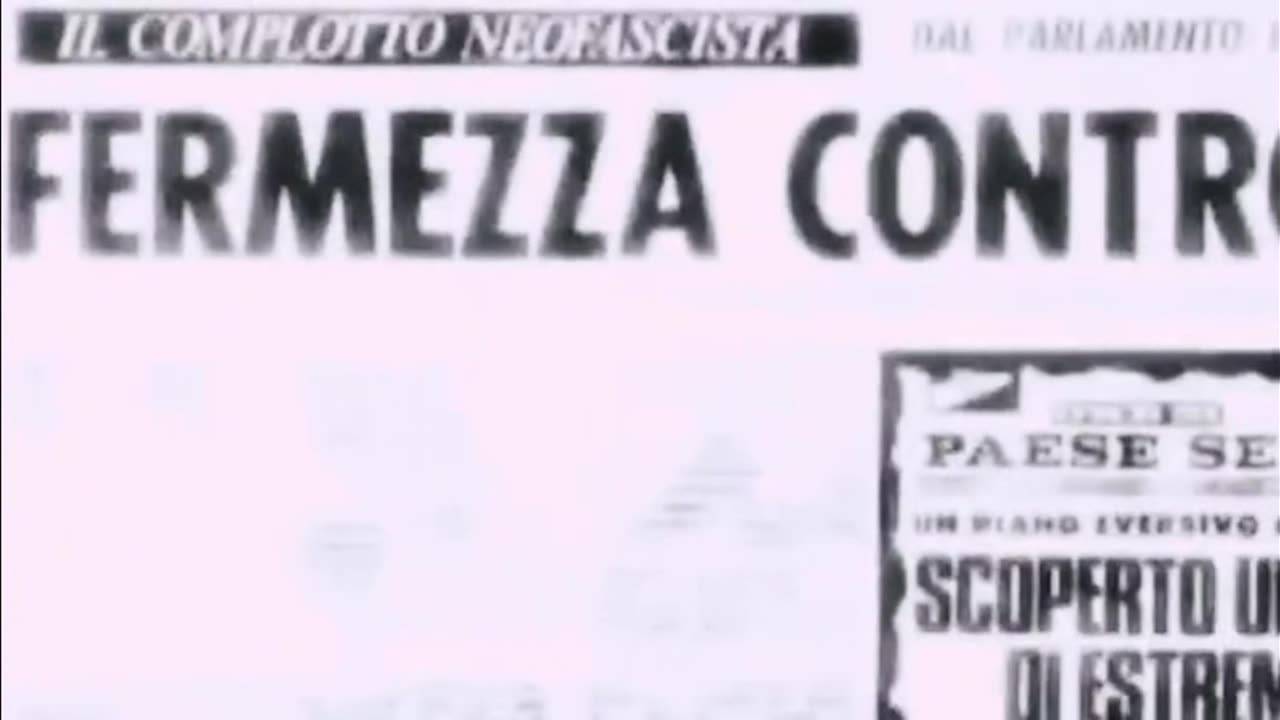 IL COMPLOTTO NEOFASCISTA
DAL PARLAMENTO
FERMEZZA CONTRO
PAESE SE
UN PIANO EVERSIVO
SCOPERTO U
DI ESTREM